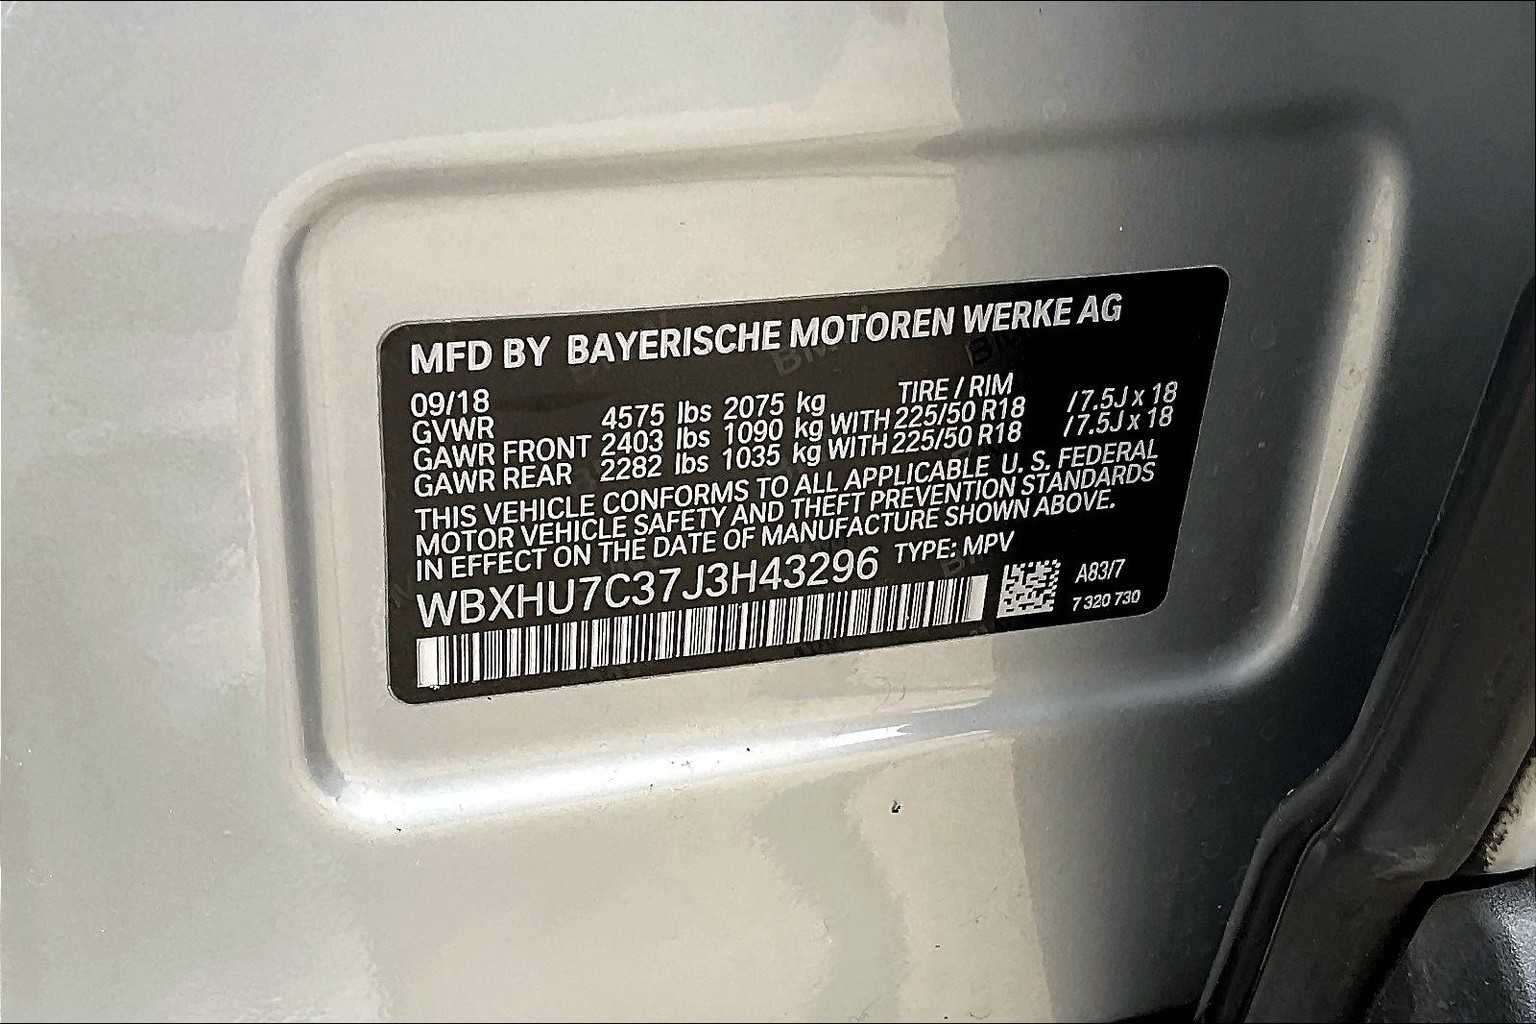 MFD BY BAYERISCHE MOTOREN WERKE AG
09/18 TIRE / RIM
GVWR 4575 lbs 2075 kg
GAWR FRONT 2403 lbs 1090 kg WITH 225/50 R18 /7.5J x 18
GAWR REAR 2282 lbs 1035 kg WITH 225/50 R18 /7.5J x 18
THIS VEHICLE CONFORMS TO ALL APPLICABLE U. S. FEDERAL
MOTOR VEHICLE SAFETY AND THEFT PREVENTION STANDARDS
IN EFFECT ON THE DATE OF MANUFACTURE SHOWN ABOVE.
WBXHU7C37J3H43296 TYPE: MPV
A83/7
7 320 730